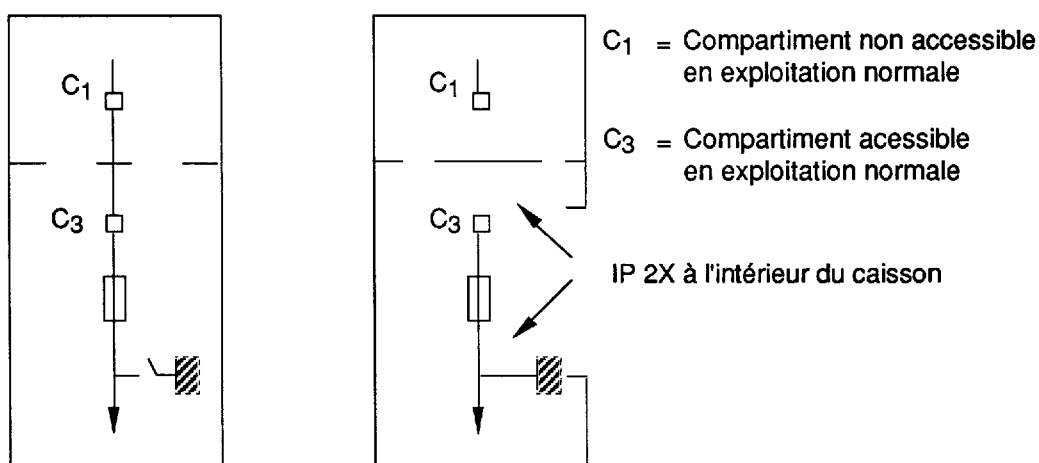 C1
C3
C1
C3
C1 = Compartiment non accessible
en exploitation normale
C3 = Compartiment acessible
en exploitation normale
IP 2X à l'intérieur du caisson